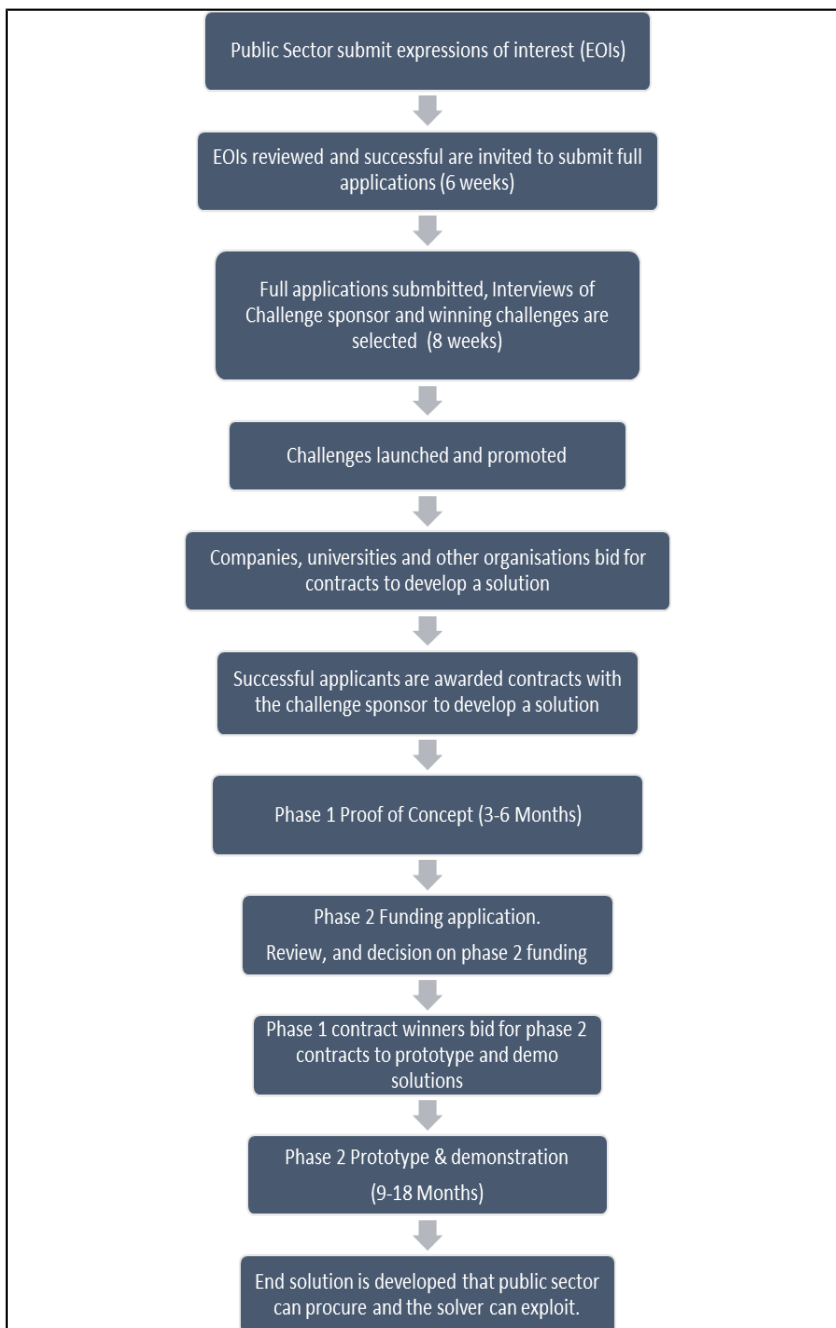 Public Sector submit expressions of interest (EOIs)
EOIs reviewed and successful are invited to submit full
applications (6 weeks)
Full applications submbitted, Interviews of
Challenge sponsor and winning challenges are
selected (8 weeks)
Challenges launched and promoted
Companies, universities and other organisations bid for
contracts to develop a solution
Successful applicants are awarded contracts with
the challenge sponsor to develop a solution
Phase 1 Proof of Concept (3-6 Months)
Phase 2 Funding application.
Review, and decision on phase 2 funding
Phase 1 contract winners bid for phase 2
contracts to prototype and demo
solutions
Phase 2 Prototype & demonstration
(9-18 Months)
End solution is developed that public sector
can procure and the solver can exploit.